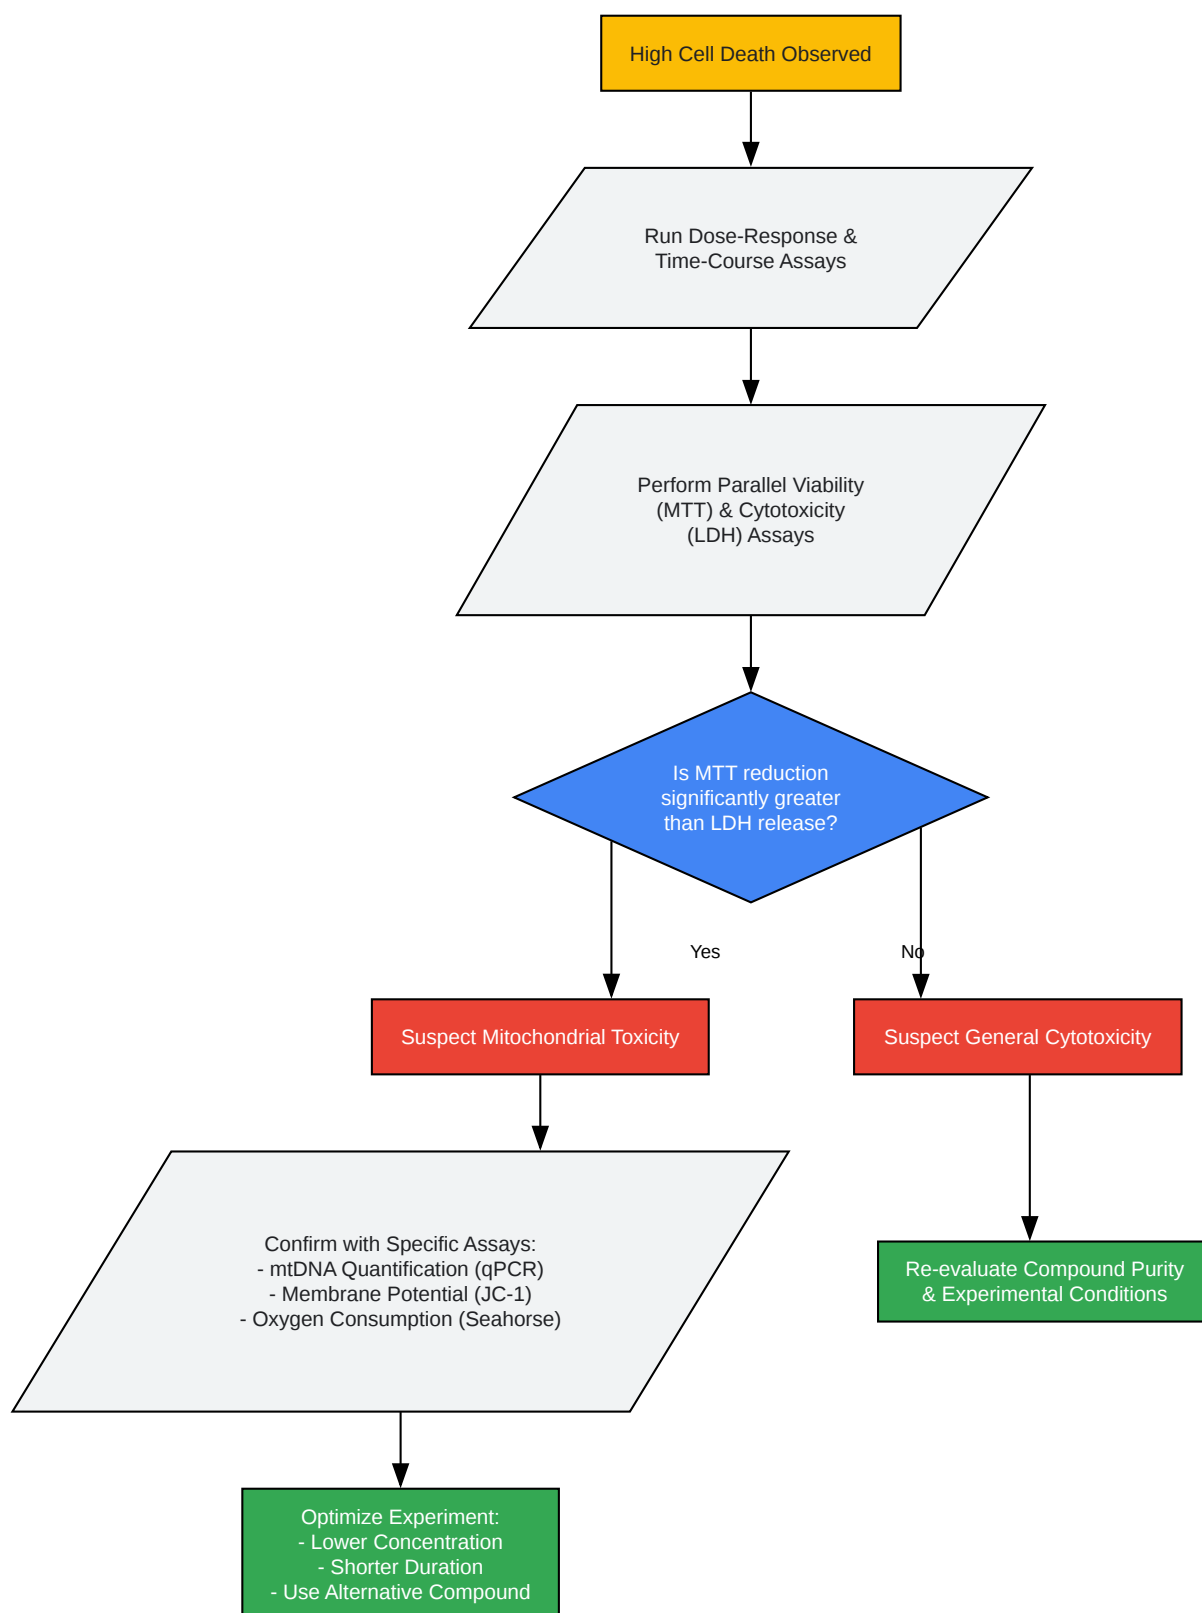 High Cell Death Observed
Run Dose-Response &
Time-Course Assays
Perform Parallel Viability
(MTT) & Cytotoxicity
(LDH) Assays
Is MTT reduction
significantly greater
than LDH release?
Yes
No
Suspect Mitochondrial Toxicity
Suspect General Cytotoxicity
Confirm with Specific Assays:
- mtDNA Quantification (qPCR)
- Membrane Potential (JC-1)
- Oxygen Consumption (Seahorse)
Re-evaluate Compound Purity
& Experimental Conditions
Optimize Experiment:
- Lower Concentration
- Shorter Duration
- Use Alternative Compound